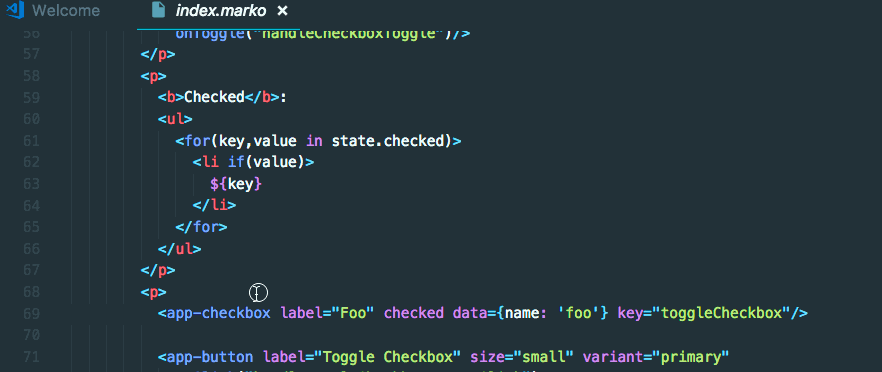 Welcome
index.marko ×
56 onToggle("handleCheckboxToggle")/>
57 </p>
58 <p>
59 <b>Checked</b>:
60 <ul>
61 <for(key,value in state.checked)>
62 <li if(value)>
63 ${key}
64 </li>
65 </for>
66 </ul>
67 </p>
68 <p>
69 <app-checkbox label="Foo" checked data={name: 'foo'} key="toggleCheckbox"/>
70
71 <app-button label="Toggle Checkbox" size="small" variant="primary"